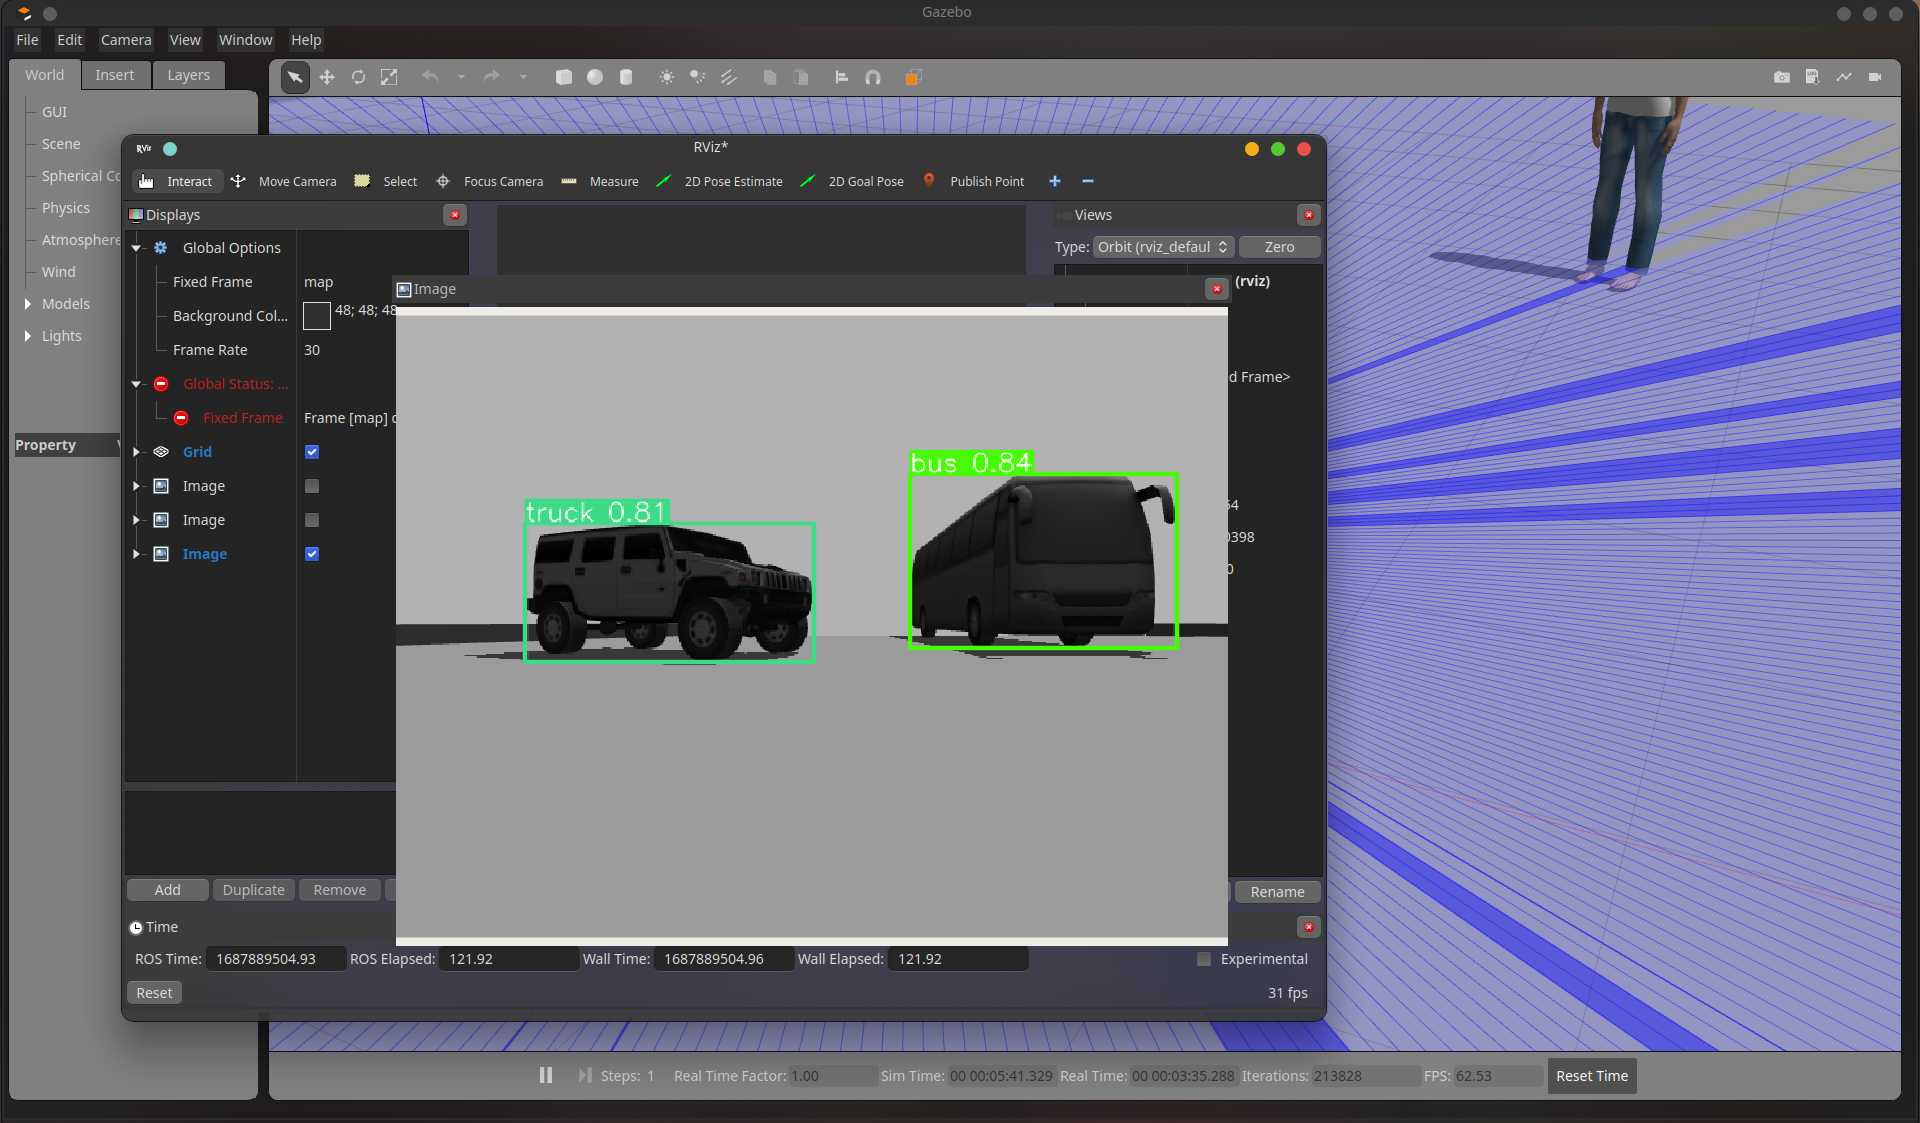 Gazebo
File Edit Camera View Window Help
World Insert Layers
GUI
Scene
Spherical Co
Physics
Atmosphere
Wind
Models
Lights
Property
RViz*
Interact Move Camera Select Focus Camera Measure 2D Pose Estimate 2D Goal Pose Publish Point
Displays
Global Options
Fixed Frame map
Background Col... 48; 48; 48
Frame Rate 30
Global Status: ...
Fixed Frame Frame [map] d
Grid
Image
Image
Image
Add Duplicate Remove
Image
truck 0.81
bus 0.84
Views
Type: Orbit (rviz_defaul Zero
(rviz)
d Frame>
54
0398
0
Rename
Time
ROS Time: 1687889504.93 ROS Elapsed: 121.92 Wall Time: 1687889504.96 Wall Elapsed: 121.92 Experimental
Reset 31 fps
Steps: 1 Real Time Factor: 1.00 Sim Time: 00 00:05:41.329 Real Time: 00 00:03:35.288 Iterations: 213828 FPS: 62.53 Reset Time